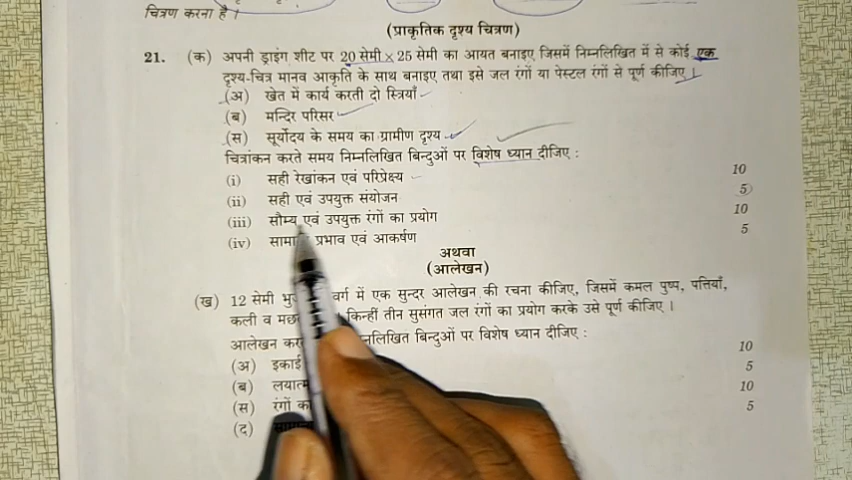 चित्रण करना है ।
(प्राकृतिक दृश्य चित्रण)
21. (क) अपनी ड्राइंग शीट पर 20 सेमी × 25 सेमी का आयत बनाइए जिसमें निम्नलिखित में से कोई एक
दृश्य-चित्र मानव आकृति के साथ बनाइए तथा इसे जल रंगों या पेस्टल रंगों से पूर्ण कीजिए ।
(अ) खेत में कार्य करती दो स्त्रियाँ
(ब) मन्दिर परिसर
(स) सूर्योदय के समय का ग्रामीण दृश्य
चित्रांकन करते समय निम्नलिखित बिन्दुओं पर विशेष ध्यान दीजिए :
(i) सही रेखांकन एवं परिप्रेक्ष्य 10
(ii) सही एवं उपयुक्त संयोजन 5
(iii) सौम्य एवं उपयुक्त रंगों का प्रयोग 10
(iv) प्रभाव एवं आकर्षण 5
अथवा
(आलेखन)
(ख) 12 सेमी वर्ग में एक सुन्दर आलेखन की रचना कीजिए, जिसमें कमल पुष्प, पत्तियाँ,
कली व किन्हीं तीन सुसंगत जल रंगों का प्रयोग करके उसे पूर्ण कीजिए ।
आलेखन बिन्दुओं पर विशेष ध्यान दीजिए :
(अ) इकाई 10
(ब) 5
(स) रंगों 10
(द) 5